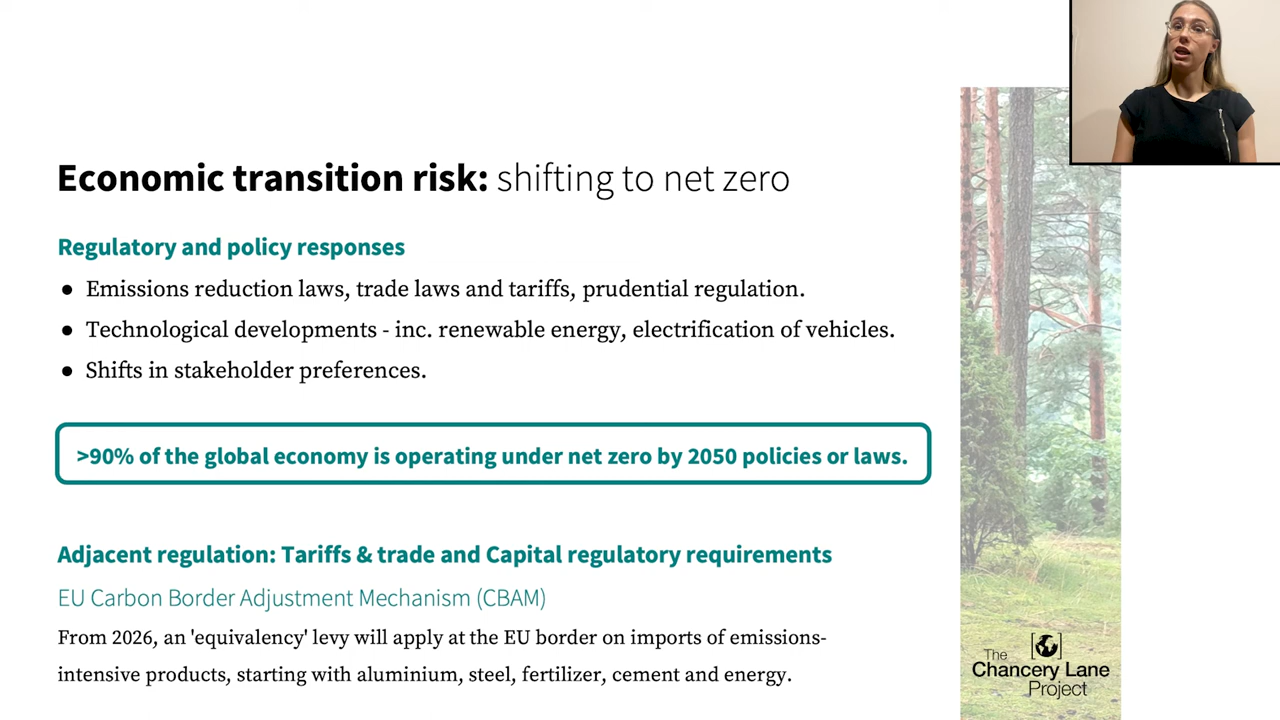 Economic transition risk: shifting to net zero
Regulatory and policy responses
● Emissions reduction laws, trade laws and tariffs, prudential regulation.
● Technological developments - inc. renewable energy, electrification of vehicles.
● Shifts in stakeholder preferences.
>90% of the global economy is operating under net zero by 2050 policies or laws.
Adjacent regulation: Tariffs & trade and Capital regulatory requirements
EU Carbon Border Adjustment Mechanism (CBAM)
From 2026, an 'equivalency' levy will apply at the EU border on imports of emissions-
intensive products, starting with aluminium, steel, fertilizer, cement and energy.
The
Chancery Lane
Project